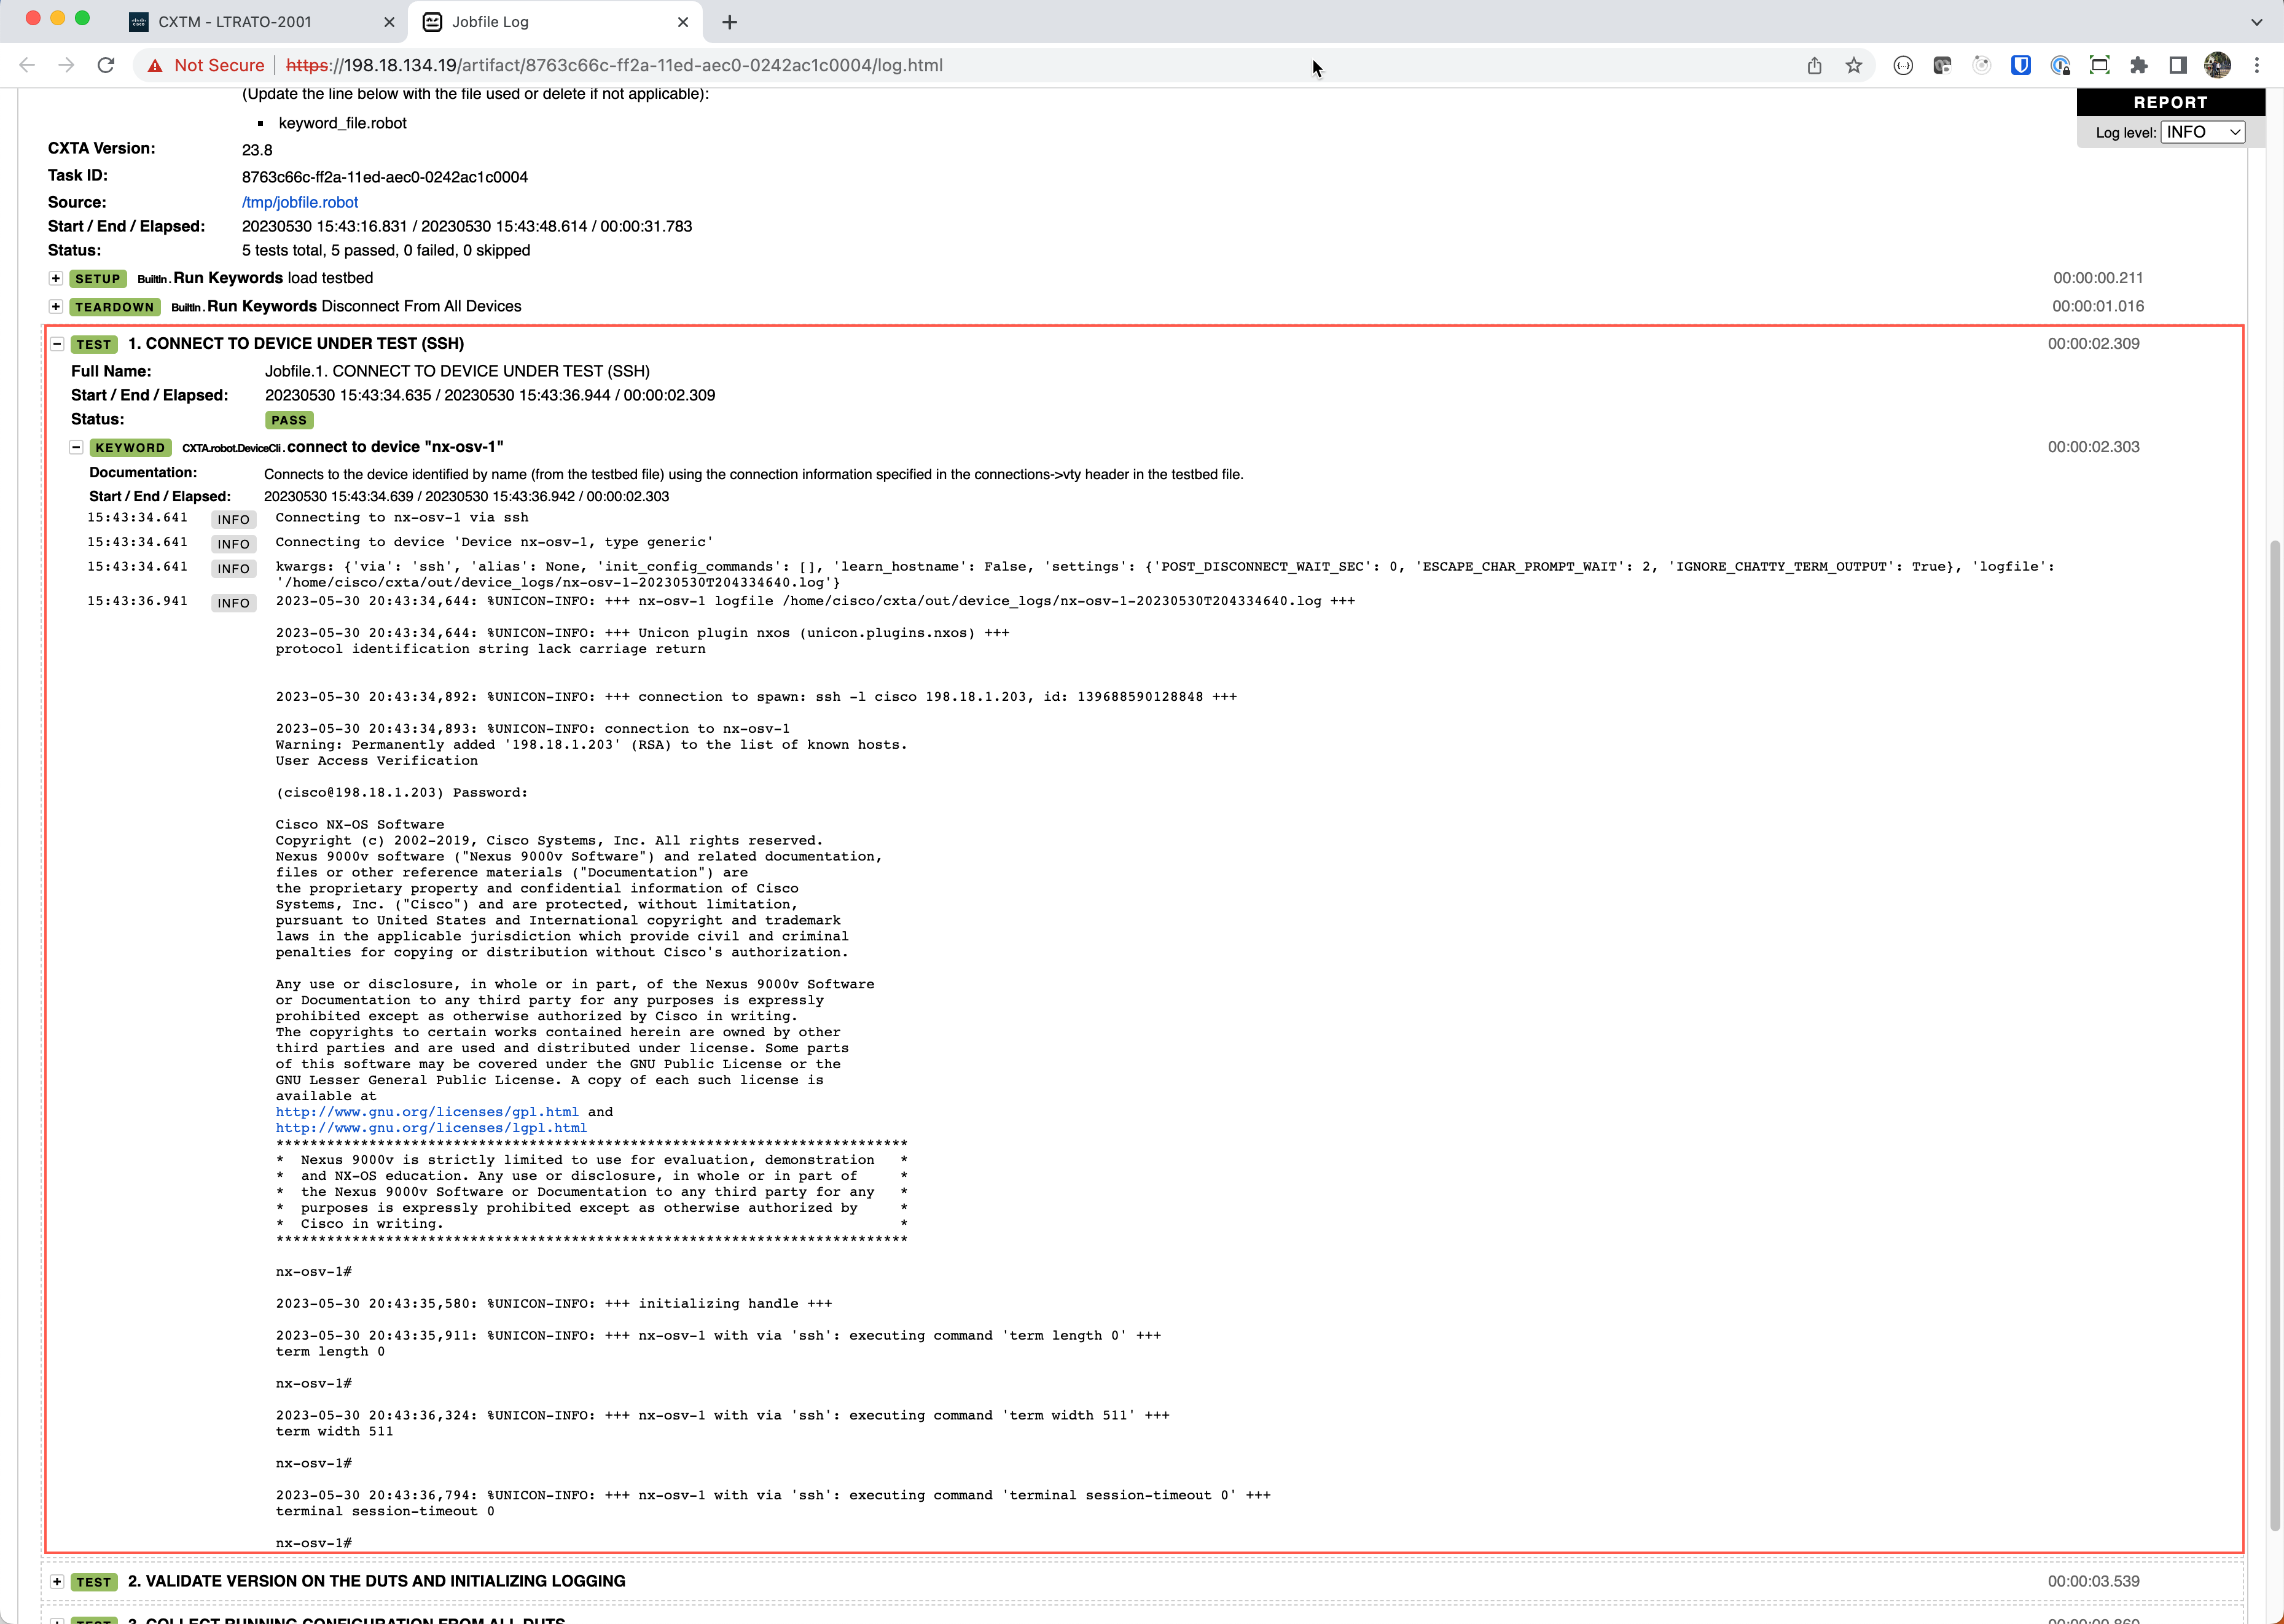 CXTM - LTRATO-2001
Jobfile Log
Not Secure https://198.18.134.19/artifact/8763c66c-ff2a-11ed-aec0-0242ac1c0004/log.html
(Update the line below with the file used or delete if not applicable):
REPORT
▪ keyword_file.robot
Log level: INFO
CXTA Version: 23.8
Task ID: 8763c66c-ff2a-11ed-aec0-0242ac1c0004
Source: /tmp/jobfile.robot
Start / End / Elapsed: 20230530 15:43:16.831 / 20230530 15:43:48.614 / 00:00:31.783
Status: 5 tests total, 5 passed, 0 failed, 0 skipped
+ SETUP BuiltIn.Run Keywords load testbed 00:00:00.211
+ TEARDOWN BuiltIn.Run Keywords Disconnect From All Devices 00:00:01.016
- TEST 1. CONNECT TO DEVICE UNDER TEST (SSH) 00:00:02.309
Full Name: Jobfile.1. CONNECT TO DEVICE UNDER TEST (SSH)
Start / End / Elapsed: 20230530 15:43:34.635 / 20230530 15:43:36.944 / 00:00:02.309
Status: PASS
- KEYWORD CXTA.robot.DeviceCli.connect to device "nx-osv-1" 00:00:02.303
Documentation: Connects to the device identified by name (from the testbed file) using the connection information specified in the connections->vty header in the testbed file.
Start / End / Elapsed: 20230530 15:43:34.639 / 20230530 15:43:36.942 / 00:00:02.303
15:43:34.641 INFO Connecting to nx-osv-1 via ssh
15:43:34.641 INFO Connecting to device 'Device nx-osv-1, type generic'
15:43:34.641 INFO kwargs: {'via': 'ssh', 'alias': None, 'init_config_commands': [], 'learn_hostname': False, 'settings': {'POST_DISCONNECT_WAIT_SEC': 0, 'ESCAPE_CHAR_PROMPT_WAIT': 2, 'IGNORE_CHATTY_TERM_OUTPUT': True}, 'logfile':
'/home/cisco/cxta/out/device_logs/nx-osv-1-20230530T204334640.log'}
15:43:36.941 INFO 2023-05-30 20:43:34,644: %UNICON-INFO: +++ nx-osv-1 logfile /home/cisco/cxta/out/device_logs/nx-osv-1-20230530T204334640.log +++
2023-05-30 20:43:34,644: %UNICON-INFO: +++ Unicon plugin nxos (unicon.plugins.nxos) +++
protocol identification string lack carriage return
2023-05-30 20:43:34,892: %UNICON-INFO: +++ connection to spawn: ssh -l cisco 198.18.1.203, id: 139688590128848 +++
2023-05-30 20:43:34,893: %UNICON-INFO: connection to nx-osv-1
Warning: Permanently added '198.18.1.203' (RSA) to the list of known hosts.
User Access Verification
(cisco@198.18.1.203) Password:
Cisco NX-OS Software
Copyright (c) 2002-2019, Cisco Systems, Inc. All rights reserved.
Nexus 9000v software ("Nexus 9000v Software") and related documentation,
files or other reference materials ("Documentation") are
the proprietary property and confidential information of Cisco
Systems, Inc. ("Cisco") and are protected, without limitation,
pursuant to United States and International copyright and trademark
laws in the applicable jurisdiction which provide civil and criminal
penalties for copying or distribution without Cisco's authorization.
Any use or disclosure, in whole or in part, of the Nexus 9000v Software
or Documentation to any third party for any purposes is expressly
prohibited except as otherwise authorized by Cisco in writing.
The copyrights to certain works contained herein are owned by other
third parties and are used and distributed under license. Some parts
of this software may be covered under the GNU Public License or the
GNU Lesser General Public License. A copy of each such license is
available at
http://www.gnu.org/licenses/gpl.html and
http://www.gnu.org/licenses/lgpl.html
***************************************************************************
* Nexus 9000v is strictly limited to use for evaluation, demonstration *
* and NX-OS education. Any use or disclosure, in whole or in part of *
* the Nexus 9000v Software or Documentation to any third party for any *
* purposes is expressly prohibited except as otherwise authorized by *
* Cisco in writing. *
***************************************************************************
nx-osv-1#
2023-05-30 20:43:35,580: %UNICON-INFO: +++ initializing handle +++
2023-05-30 20:43:35,911: %UNICON-INFO: +++ nx-osv-1 with via 'ssh': executing command 'term length 0' +++
term length 0
nx-osv-1#
2023-05-30 20:43:36,324: %UNICON-INFO: +++ nx-osv-1 with via 'ssh': executing command 'term width 511' +++
term width 511
nx-osv-1#
2023-05-30 20:43:36,794: %UNICON-INFO: +++ nx-osv-1 with via 'ssh': executing command 'terminal session-timeout 0' +++
terminal session-timeout 0
nx-osv-1#
+ TEST 2. VALIDATE VERSION ON THE DUTS AND INITIALIZING LOGGING 00:00:03.539
+ TEST 3. COLLECT RUNNING CONFIGURATION FROM ALL DUTS 00:00:00.860